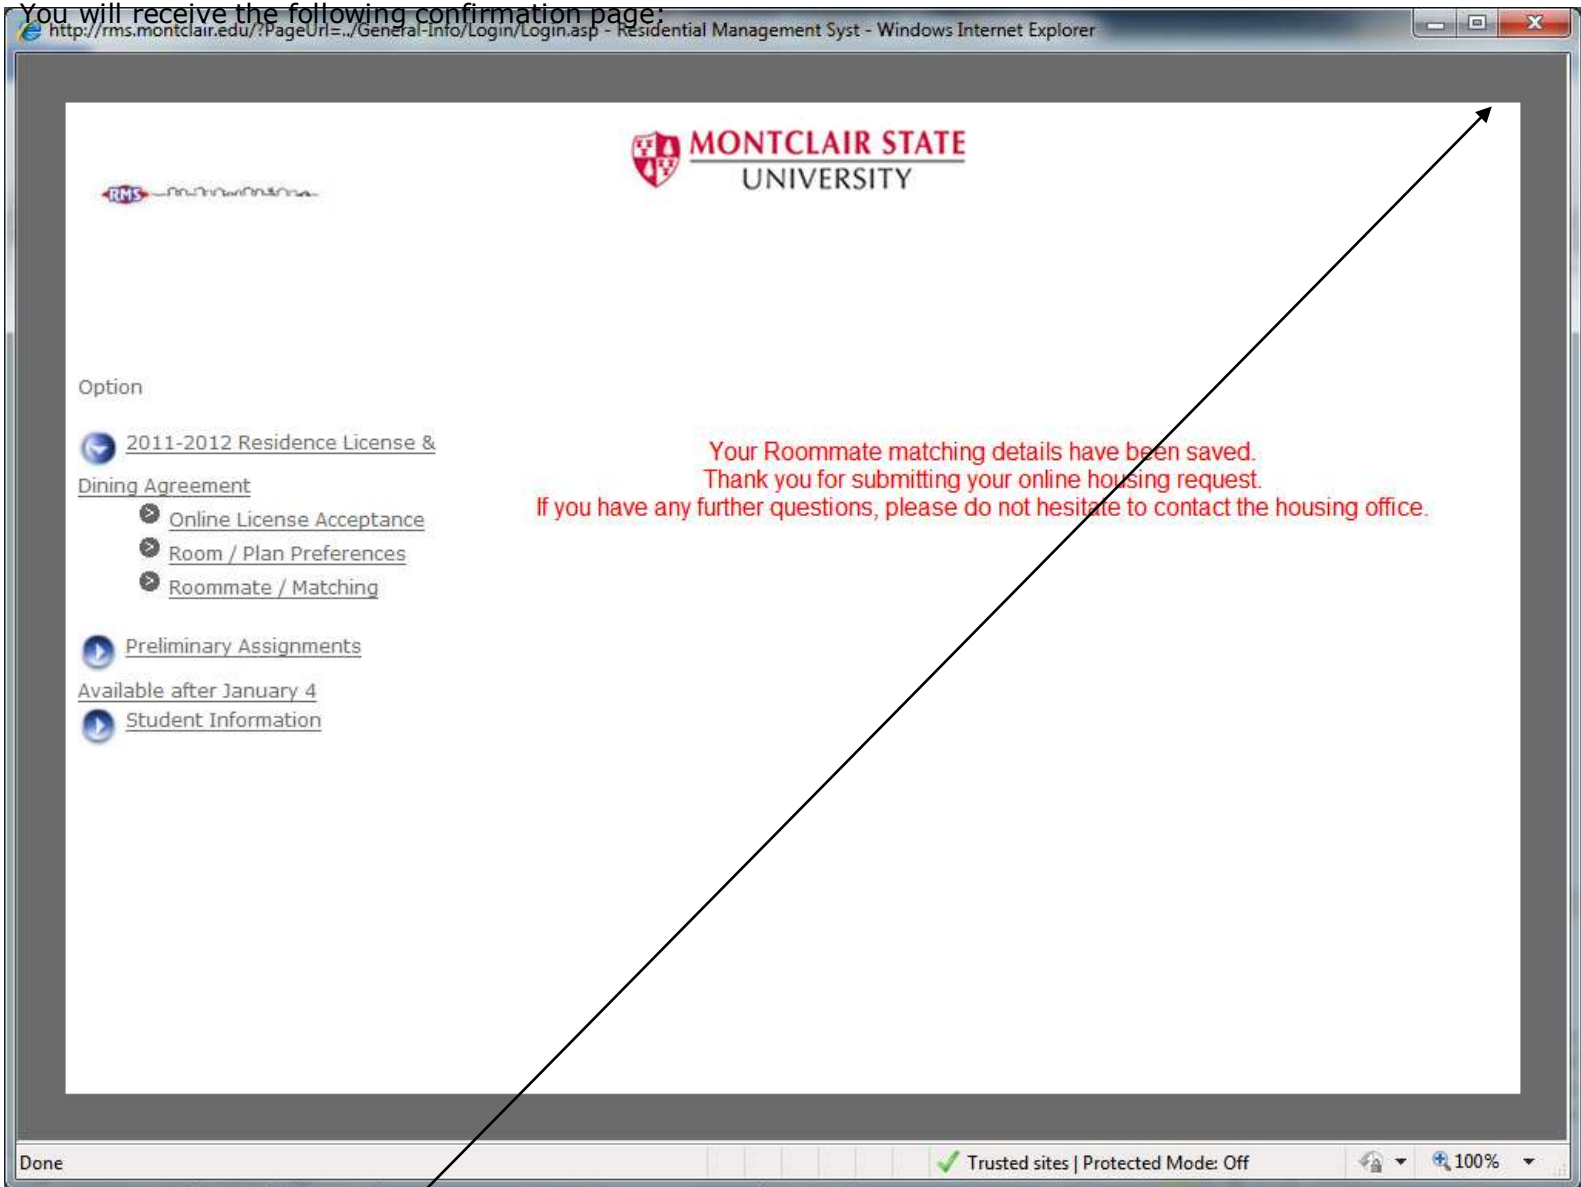 You will receive the following confirmation page:
http://rms.montclair.edu/?PageUrl=../General-Info/Login/Login.asp - Residential Management Syst - Windows Internet Explorer
MONTCLAIR STATE
UNIVERSITY
RMS
Option
2011-2012 Residence License &
Dining Agreement
Online License Acceptance
Room / Plan Preferences
Roommate / Matching
Preliminary Assignments
Available after January 4
Student Information
Your Roommate matching details have been saved.
Thank you for submitting your online housing request.
If you have any further questions, please do not hesitate to contact the housing office.
Done
Trusted sites | Protected Mode: Off
100%